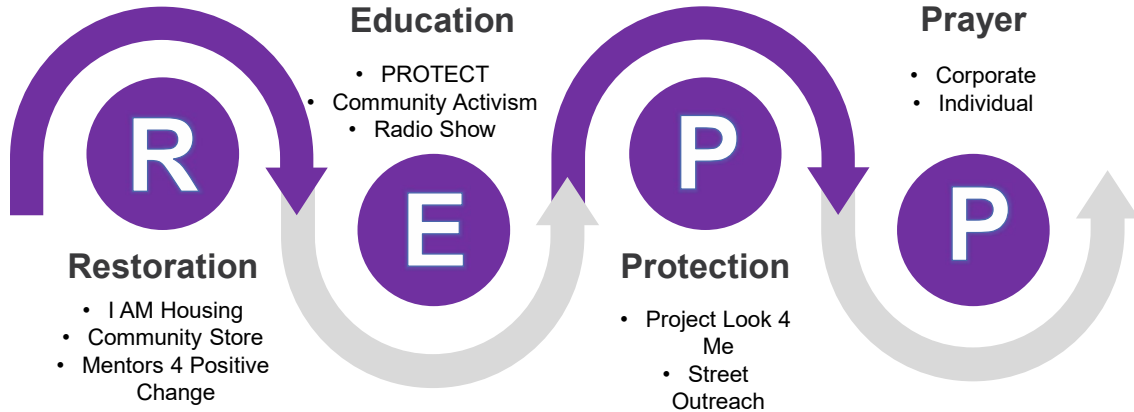 R
Restoration
• I AM Housing
• Community Store
• Mentors 4 Positive
Change
Education
• PROTECT
• Community Activism
• Radio Show
E
P
Protection
• Project Look 4
Me
• Street
Outreach
Prayer
• Corporate
• Individual
P